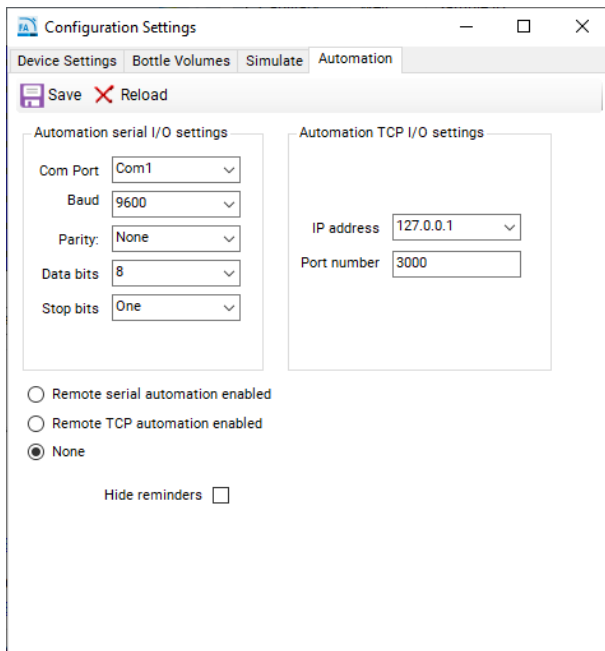 FA Configuration Settings
Device Settings Bottle Volumes Simulate Automation
Save Reload
Automation serial I/O settings
Com Port Com1
Baud 9600
Parity: None
Data bits 8
Stop bits One
Automation TCP I/O settings
IP address 127.0.0.1
Port number 3000
Remote serial automation enabled
Remote TCP automation enabled
None
Hide reminders